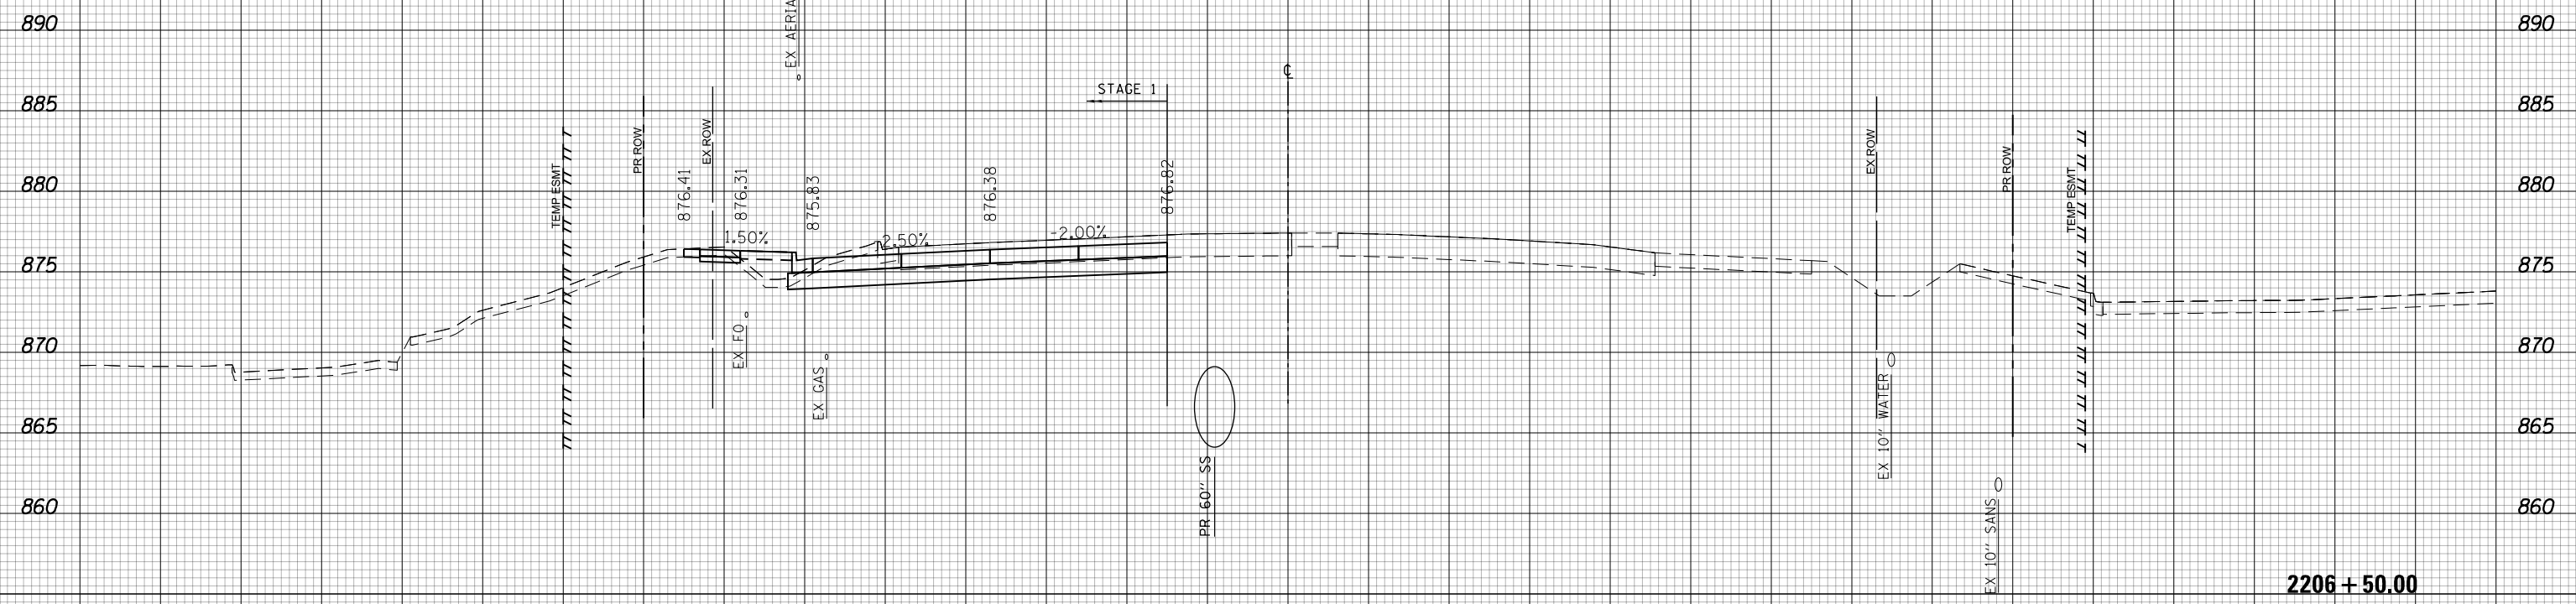 890
EX AERIA
890
℄
885
STAGE 1
885
TEMP ESMT
PR ROW
EX ROW
EX ROW
PR ROW
TEMP ESMT
880
876.41
876.31
875.83
876.38
876.82
880
1.50%
2.50%
-2.00%
875
875
EX FO
870
870
EX GAS
865
EX 10" WATER
865
PR 60" SS
860
EX 10" SANS
860
2206+50.00